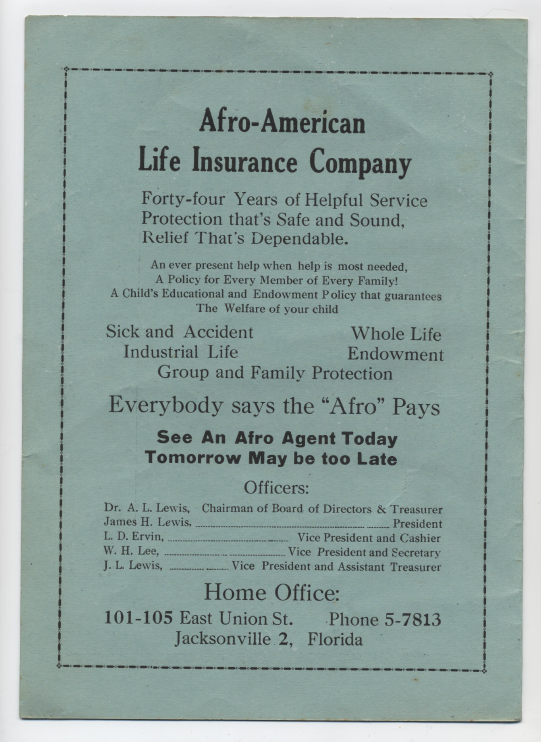 Afro-American
Life Insurance Company
Forty-four Years of Helpful Service
Protection that's Safe and Sound,
Relief That's Dependable.
An ever present help when help is most needed,
A Policy for Every Member of Every Family!
A Child's Educational and Endowment Policy that guarantees
The Welfare of your child
Sick and Accident Whole Life
Industrial Life Endowment
Group and Family Protection
Everybody says the "Afro" Pays
See An Afro Agent Today
Tomorrow May be too Late
Officers:
Dr. A. L. Lewis, Chairman of Board of Directors & Treasurer
James H. Lewis, President
L. D. Ervin, Vice President and Cashier
W. H. Lee, Vice President and Secretary
J. L. Lewis, Vice President and Assistant Treasurer
Home Office:
101-105 East Union St. Phone 5-7813
Jacksonville 2, Florida